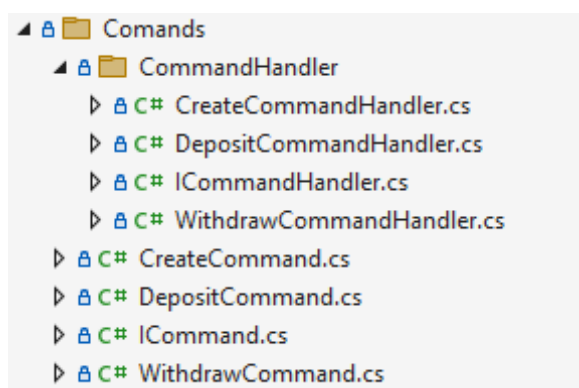 Comands
CommandHandler
C# CreateCommandHandler.cs
C# DepositCommandHandler.cs
C# ICommandHandler.cs
C# WithdrawCommandHandler.cs
C# CreateCommand.cs
C# DepositCommand.cs
C# ICommand.cs
C# WithdrawCommand.cs